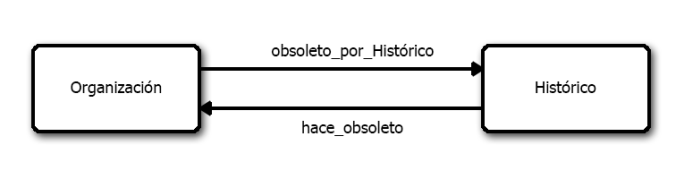 obsoleto_por_Histórico
Organización
Histórico
hace_obsoleto